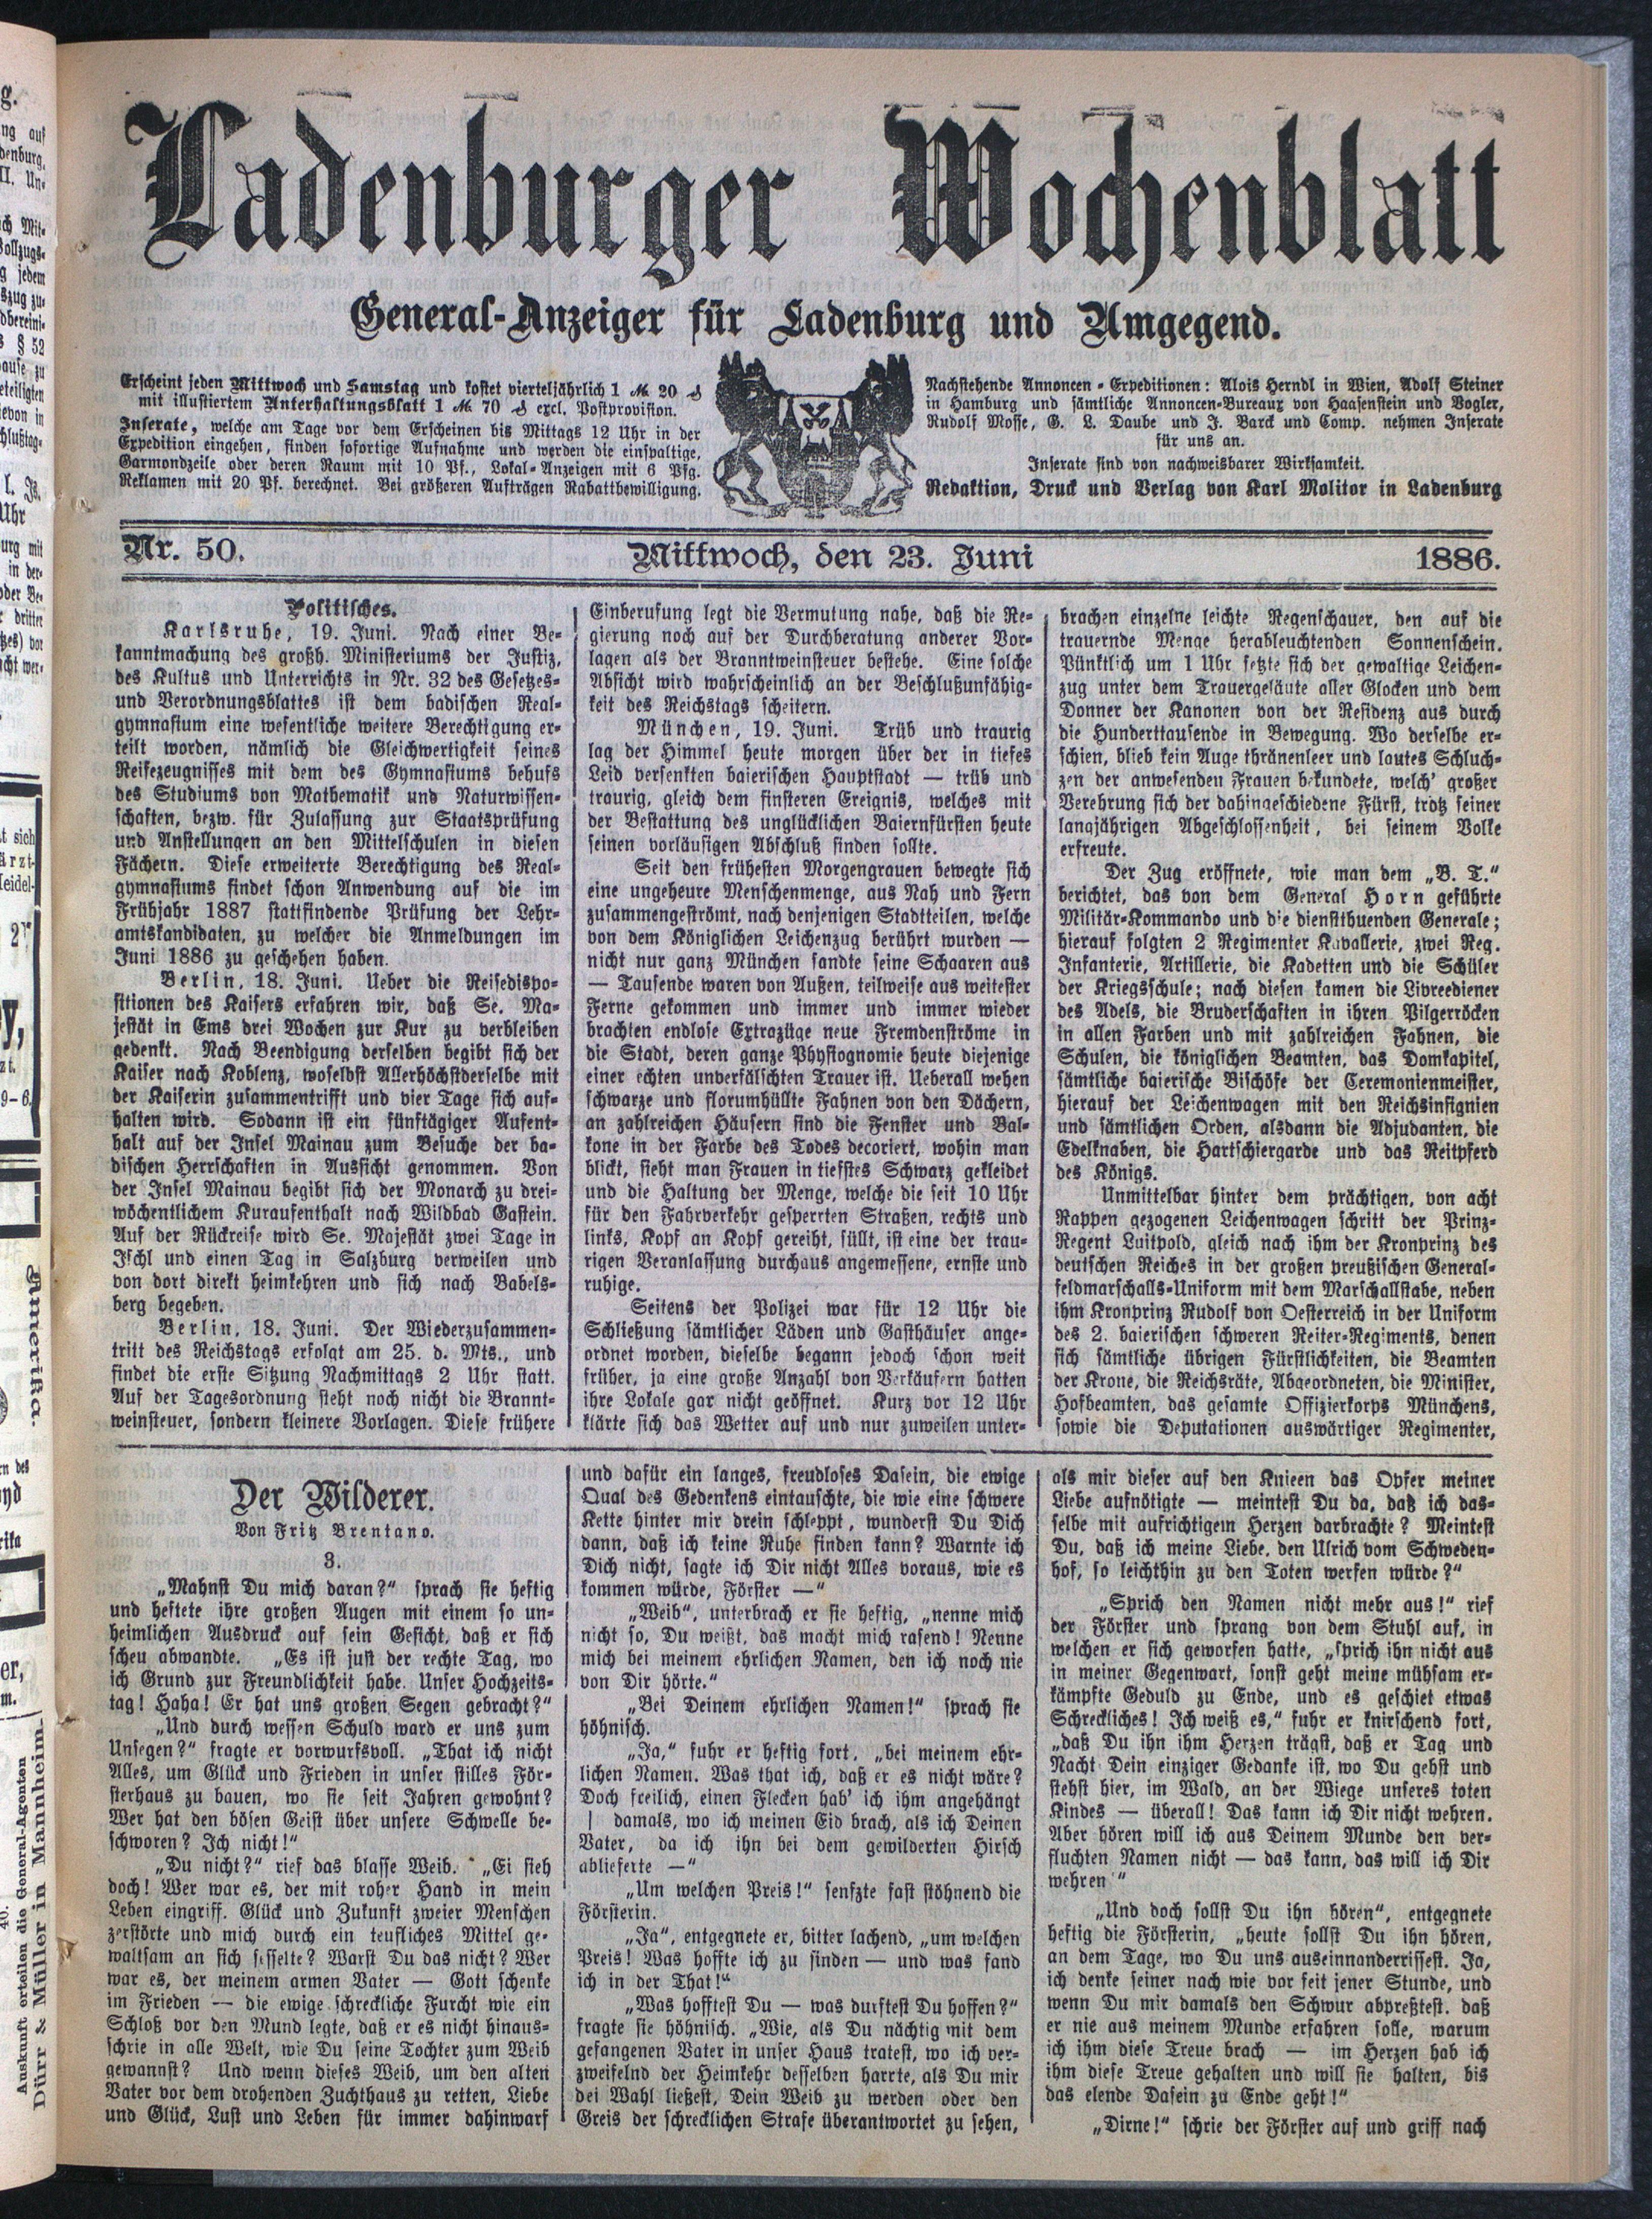 Ladenburger Wochenblatt
General-Anzeiger für Ladenburg und Umgegend.
Erscheint jeden Mittwoch und Samstag und kostet vierteljährlich 1 ℳ 20 ₰
mit illustriertem Unterhaltungsblatt 1 ℳ 70 ₰ excl. Postprovision.
Inserate, welche am Tage vor dem Erscheinen bis Mittags 12 Uhr in der
Expedition eingehen, finden sofortige Aufnahme und werden die einspaltige,
Garmondzeile oder deren Raum mit 10 Pf., Lokal-Anzeigen mit 6 Pfg.
Reklamen mit 20 Pf. berechnet. Bei größeren Aufträgen Rabattbewilligung.
Nachstehende Annoncen-Expeditionen: Alois Herndl in Wien, Adolf Steiner
in Hamburg und sämtliche Annoncen-Bureaux von Haasenstein und Vogler,
Rudolf Mosse, G. L. Daube und J. Barck und Comp. nehmen Inserate
für uns an.
Inserate sind von nachweisbarer Wirksamkeit.
Redaktion, Druck und Verlag von Karl Molitor in Ladenburg
Nr. 50. Mittwoch, den 23. Juni 1886.
Politisches.
Karlsruhe, 19. Juni. Nach einer Be-
kanntmachung des großh. Ministeriums der Justiz,
des Kultus und Unterrichts in Nr. 32 des Gesetzes-
und Verordnungsblattes ist dem badischen Real-
gymnasium eine wesentliche weitere Berechtigung er-
teilt worden, nämlich die Gleichwertigkeit seines
Reifezeugnisses mit dem des Gymnasiums behufs
des Studiums von Mathematik und Naturwissen-
schaften, bezw. für Zulassung zur Staatsprüfung
und Anstellungen an den Mittelschulen in diesen
Fächern. Diese erweiterte Berechtigung des Real-
gymnasiums findet schon Anwendung auf die im
Frühjahr 1887 stattfindende Prüfung der Lehr-
amtskandidaten, zu welcher die Anmeldungen im
Juni 1886 zu geschehen haben.
Berlin, 18. Juni. Ueber die Reisedispo-
sitionen des Kaisers erfahren wir, daß Se. Ma-
jestät in Ems drei Wochen zur Kur zu verbleiben
gedenkt. Nach Beendigung derselben begibt sich der
Kaiser nach Koblenz, woselbst Allerhöchstderselbe mit
der Kaiserin zusammentrifft und vier Tage sich auf-
halten wird. Sodann ist ein fünftägiger Aufent-
halt auf der Insel Mainau zum Besuche der ba-
dischen Herrschaften in Aussicht genommen. Von
der Insel Mainau begibt sich der Monarch zu drei-
wöchentlichem Kuraufenthalt nach Wildbad Gastein.
Auf der Rückreise wird Se. Majestät zwei Tage in
Ischl und einen Tag in Salzburg verweilen und
von dort direkt heimkehren und sich nach Babels-
berg begeben.
Berlin, 18. Juni. Der Wiederzusammen-
tritt des Reichstags erfolgt am 25. d. Mts., und
findet die erste Sitzung Nachmittags 2 Uhr statt.
Auf der Tagesordnung steht noch nicht die Brannt-
weinsteuer, sondern kleinere Vorlagen. Diese frühere
Einberufung legt die Vermutung nahe, daß die Re-
gierung noch auf der Durchberatung anderer Vor-
lagen als der Branntweinsteuer bestehe. Eine solche
Absicht wird wahrscheinlich an der Beschlußunfähig-
keit des Reichstags scheitern.
München, 19. Juni. Trüb und traurig
lag der Himmel heute morgen über der in tiefes
Leid versenkten baierischen Hauptstadt — trüb und
traurig, gleich dem finsteren Ereignis, welches mit
der Bestattung des unglücklichen Baiernfürsten heute
seinen vorläufigen Abschluß finden sollte.
Seit den frühesten Morgengrauen bewegte sich
eine ungeheure Menschenmenge, aus Nah und Fern
zusammengeströmt, nach denjenigen Stadtteilen, welche
von dem Königlichen Leichenzug berührt wurden —
nicht nur ganz München sandte seine Schaaren aus
— Tausende waren von Außen, teilweise aus weitester
Ferne gekommen und immer und immer wieder
brachten endlose Extrazüge neue Fremdenströme in
die Stadt, deren ganze Physiognomie heute diejenige
einer echten unverfälschten Trauer ist. Ueberall wehen
schwarze und florumhüllte Fahnen von den Dächern,
an zahlreichen Häusern sind die Fenster und Bal-
kone in der Farbe des Todes decoriert, wohin man
blickt, sieht man Frauen in tiefstes Schwarz gekleidet
und die Haltung der Menge, welche die seit 10 Uhr
für den Fahrverkehr gesperrten Straßen, rechts und
links, Kopf an Kopf gereiht, füllt, ist eine der trau-
rigen Veranlassung durchaus angemessene, ernste und
ruhige.
Seitens der Polizei war für 12 Uhr die
Schließung sämtlicher Läden und Gasthäuser ange-
ordnet worden, dieselbe begann jedoch schon weit
früher, ja eine große Anzahl von Verkäufern hatten
ihre Lokale gar nicht geöffnet. Kurz vor 12 Uhr
klärte sich das Wetter auf und nur zuweilen unter-
brachen einzelne leichte Regenschauer, den auf die
trauernde Menge herableuchtenden Sonnenschein.
Pünktlich um 1 Uhr setzte sich der gewaltige Leichen-
zug unter dem Trauergeläute aller Glocken und dem
Donner der Kanonen von der Residenz aus durch
die Hunderttausende in Bewegung. Wo derselbe er-
schien, blieb kein Auge thränenleer und lautes Schluch-
zen der anwesenden Frauen bekundete, welch' großer
Verehrung sich der dahingeschiedene Fürst, trotz seiner
langjährigen Abgeschlossenheit, bei seinem Volke
erfreute.
Der Zug eröffnete, wie man dem „B. T.“
berichtet, das von dem General Horn geführte
Militär-Kommando und die diensttbuenden Generale;
hierauf folgten 2 Regimenter Kavallerie, zwei Reg.
Infanterie, Artillerie, die Kadetten und die Schüler
der Kriegsschule; nach diesen kamen die Livreediener
des Adels, die Bruderschaften in ihren Pilgerröcken
in allen Farben und mit zahlreichen Fahnen, die
Schulen, die königlichen Beamten, das Domkapitel,
sämtliche baierische Bischöfe der Ceremonienmeister,
hierauf der Leichenwagen mit den Reichsinsignien
und sämtlichen Orden, alsdann die Adjudanten, die
Edelknaben, die Hartschiergarde und das Reitpferd
des Königs.
Unmittelbar hinter dem prächtigen, von acht
Rappen gezogenen Leichenwagen schritt der Prinz-
Regent Luitpold, gleich nach ihm der Kronprinz des
deutschen Reiches in der großen preußischen General-
feldmarschalls-Uniform mit dem Marschallstabe, neben
ihm Kronprinz Rudolf von Oesterreich in der Uniform
des 2. baierischen schweren Reiter-Regiments, denen
sich sämtliche übrigen Fürstlichkeiten, die Beamten
der Krone, die Reichsräte, Abgeordneten, die Minister,
Hofbeamten, das gesamte Offizierkorps Münchens,
sowie die Deputationen auswärtiger Regimenter,
Der Wilderer.
Von Fritz Brentano.
3.
„Mahnst Du mich daran?“ sprach sie heftig
und heftete ihre großen Augen mit einem so un-
heimlichen Ausdruck auf sein Gesicht, daß er sich
scheu abwandte. „Es ist just der rechte Tag, wo
ich Grund zur Freundlichkeit habe. Unser Hochzeits-
tag! Haha! Er hat uns großen Segen gebracht?“
„Und durch wessen Schuld ward er uns zum
Unsegen?“ fragte er vorwurfsvoll. „That ich nicht
Alles, um Glück und Frieden in unser stilles För-
sterhaus zu bauen, wo sie seit Jahren gewohnt?
Wer hat den bösen Geist über unsere Schwelle be-
schworen? Ich nicht!“
„Du nicht?“ rief das blasse Weib. „Ei sieh
doch! Wer war es, der mit roher Hand in mein
Leben eingriff. Glück und Zukunft zweier Menschen
zerstörte und mich durch ein teufliches Mittel ge-
waltsam an sich fesselte? Warst Du das nicht? Wer
war es, der meinem armen Vater — Gott schenke
im Frieden — die ewige schreckliche Furcht wie ein
Schloß vor den Mund legte, daß er es nicht hinaus-
schrie in alle Welt, wie Du seine Tochter zum Weib
gewannst? Und wenn dieses Weib, um den alten
Vater vor dem drohenden Zuchthaus zu retten, Liebe
und Glück, Lust und Leben für immer dahinwarf
und dafür ein langes, freudloses Dasein, die ewige
Qual des Gedenkens eintauschte, die wie eine schwere
Kette hinter mir drein schleppt, wunderst Du Dich
dann, daß ich keine Ruhe finden kann? Warnte ich
Dich nicht, sagte ich Dir nicht Alles voraus, wie es
kommen würde, Förster —“
„Weib“, unterbrach er sie heftig, „nenne mich
nicht so, Du weißt, das macht mich rasend! Nenne
mich bei meinem ehrlichen Namen, den ich noch nie
von Dir hörte.“
„Bei Deinem ehrlichen Namen!“ sprach sie
höhnisch.
„Ja,“ fuhr er heftig fort, „bei meinem ehr-
lichen Namen. Was that ich, daß er es nicht wäre?
Doch freilich, einen Flecken hab' ich ihm angehängt
| damals, wo ich meinen Eid brach, als ich Deinen
Vater, da ich ihn bei dem gewilderten Hirsch
ablieferte —“
„Um welchen Preis!“ senfzte fast stöhnend die
Försterin.
„Ja“, entgegnete er, bitter lachend, „um welchen
Preis! Was hoffte ich zu finden — und was fand
ich in der That!“
„Was hofftest Du — was durftest Du hoffen?“
fragte sie höhnisch. „Wie, als Du nächtig mit dem
gefangenen Vater in unser Haus tratest, wo ich ver-
zweifelnd der Heimkehr desselben harrte, als Du mir
dei Wahl ließest, Dein Weib zu werden oder den
Greis der schrecklichen Strafe überantwortet zu sehen,
als mir dieser auf den Knieen das Opfer meiner
Liebe aufnötigte — meintest Du da, daß ich das-
selbe mit aufrichtigem Herzen darbrachte? Meintest
Du, daß ich meine Liebe, den Ulrich vom Schweden-
hof, so leichthin zu den Toten werfen würde?“
„Sprich den Namen nicht mehr aus!“ rief
der Förster und sprang von dem Stuhl auf, in
welchen er sich geworfen hatte, „sprich ihn nicht aus
in meiner Gegenwart, sonst geht meine mühsam er-
kämpfte Geduld zu Ende, und es geschiet etwas
Schreckliches! Ich weiß es,“ fuhr er knirschend fort,
„daß Du ihn ihm Herzen trägst, daß er Tag und
Nacht Dein einziger Gedanke ist, wo Du gehst und
stehst hier, im Wald, an der Wiege unseres toten
Kindes — überall! Das kann ich Dir nicht wehren.
Aber hören will ich aus Deinem Munde den ver-
fluchten Namen nicht — das kann, das will ich Dir
wehren“
„Und doch sollst Du ihn hören“, entgegnete
heftig die Försterin, „heute sollst Du ihn hören,
an dem Tage, wo Du uns auseinnanderrissest. Ja,
ich denke seiner nach wie vor seit jener Stunde, und
wenn Du mir damals den Schwur abpreßtest. daß
er nie aus meinem Munde erfahren solle, warum
ich ihm diese Treue brach — im Herzen hab ich
ihm diese Treue gehalten und will sie halten, bis
das elende Dasein zu Ende geht!“
„Dirne!“ schrie der Förster auf und griff nach
Auskunft erteilen die General-Agenten
Dürr & Müller in Mannheim.